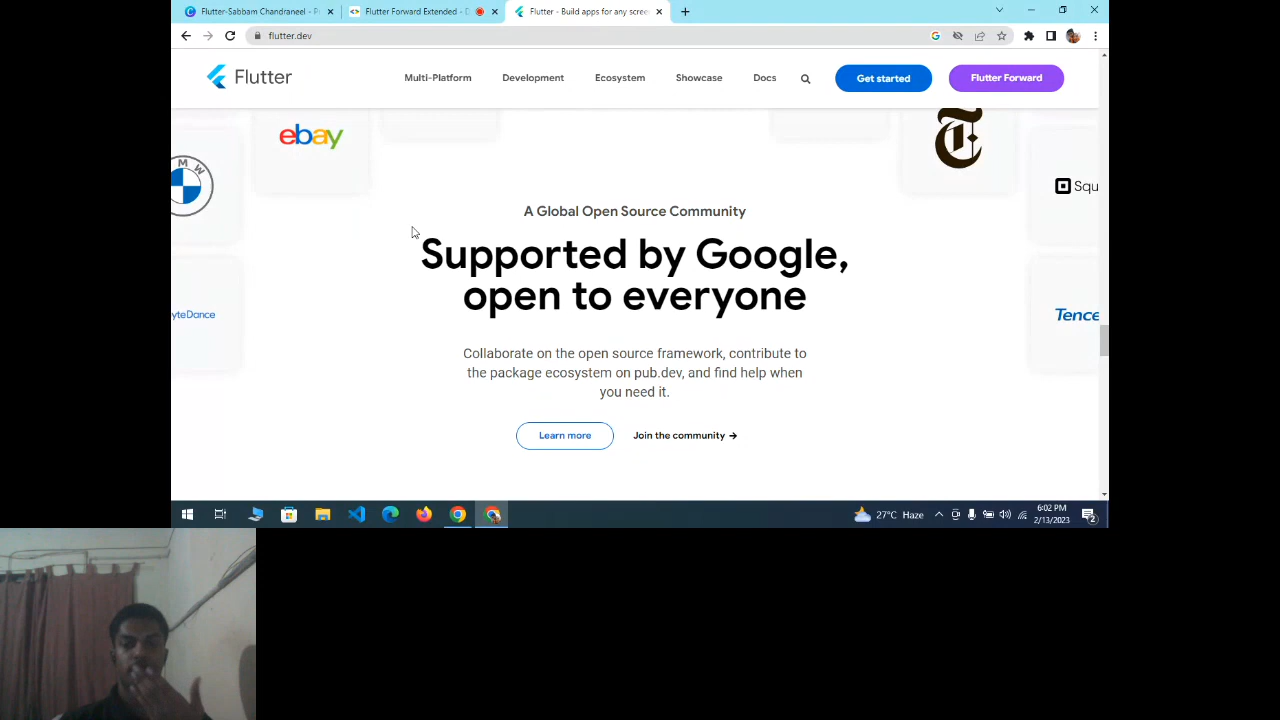 Flutter-Sabbam Chandraneel - P
Flutter Forward Extended - D
Flutter - Build apps for any scree
flutter.dev
Flutter
Multi-Platform
Development
Ecosystem
Showcase
Docs
Get started
Flutter Forward
ebay
BMW
Squ
yteDance
Tence
A Global Open Source Community
Supported by Google,
open to everyone
Collaborate on the open source framework, contribute to
the package ecosystem on pub.dev, and find help when
you need it.
Learn more
Join the community →
27°C Haze
6:02 PM
2/13/2023
2